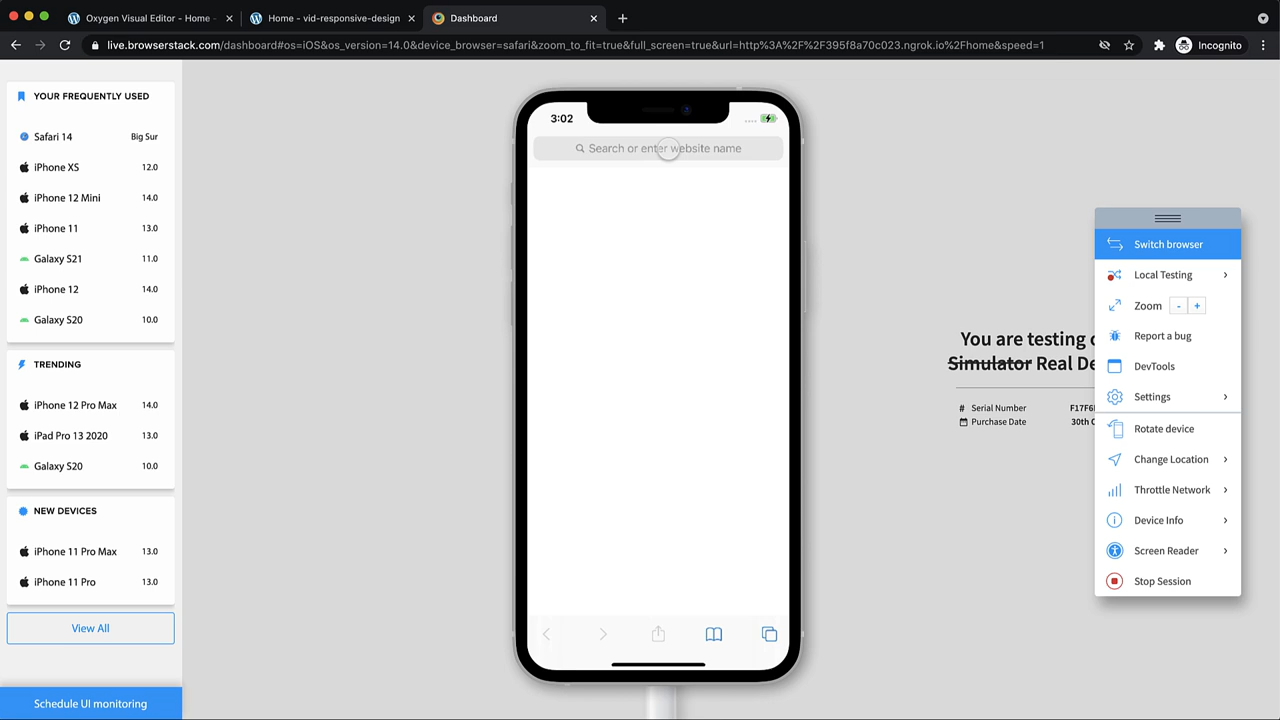 Oxygen Visual Editor - Home -
Home - vid-responsive-design
Dashboard
live.browserstack.com/dashboard#os=iOS&os_version=14.0&device_browser=safari&zoom_to_fit=true&full_screen=true&url=http%3A%2F%2F395f8a70c023.ngrok.io%2Fhome&speed=1
Incognito
YOUR FREQUENTLY USED
Safari 14 Big Sur
iPhone XS 12.0
iPhone 12 Mini 14.0
iPhone 11 13.0
Galaxy S21 11.0
iPhone 12 14.0
Galaxy S20 10.0
TRENDING
iPhone 12 Pro Max 14.0
iPad Pro 13 2020 13.0
Galaxy S20 10.0
NEW DEVICES
iPhone 11 Pro Max 13.0
iPhone 11 Pro 13.0
View All
Schedule UI monitoring
3:02
Search or enter website name
You are testing
Simulator Real
# Serial Number F17F6
Purchase Date 30th
Switch browser
Local Testing
Zoom - +
Report a bug
DevTools
Settings
Rotate device
Change Location
Throttle Network
Device Info
Screen Reader
Stop Session